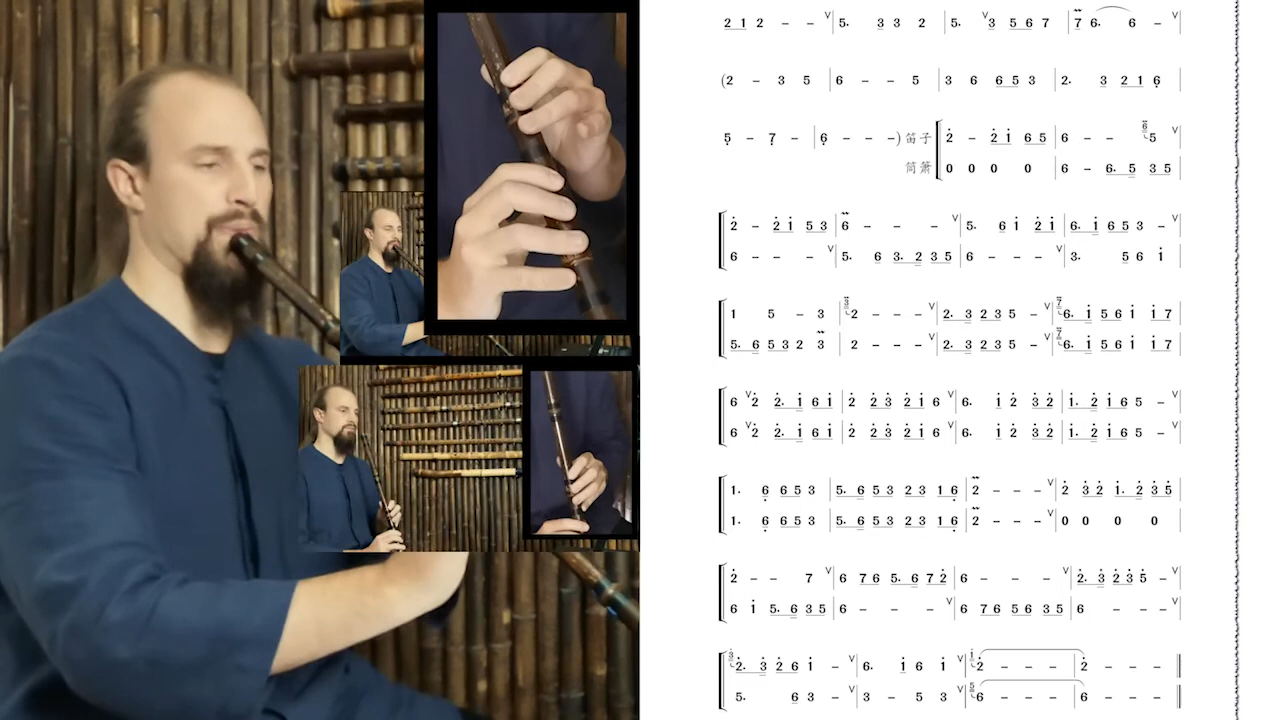 2 1 2 - - ∨ | 5. 3 3 2 | 5. ∨3 5 6 7 | 7 6. 6 - ∨ |
(2 - 3 5 | 6 - - 5 | 3 6 6 5 3 | 2. 3 2 1 6̣ |
5̣ - 7̣ - | 6̣ - - -) 笛子 [ 2̇ - 2̇ 1̇ 6 5 | 6 - - 6 5 ∨
筒箫 [ 0 0 0 0 | 6 - 6. 5 3 5 |
2̇ - 2̇ 1̇ 5 3 | 6 - - - ∨ | 5. 6 1̇ 2̇ 1̇ | 6. 1̇ 6 5 3 - ∨
6 - - - ∨ | 5. 6 3. 2 3 5 | 6 - - - ∨ | 3. 5 6 1̇
1 5 - 3 | 3 2 - - - ∨ | 2. 3 2 3 5 - ∨ | 7 6. 1̇ 5 6 1̇ 1̇ 7 |
5. 6 5 3 2 3 | 2 - - - ∨ | 2. 3 2 3 5 - ∨ | 7 6. 1̇ 5 6 1̇ 1̇ 7 |
6 ∨2̇ 2̇. 1̇ 6 1̇ | 2̇ 2̇ 3̇ 2̇ 1̇ 6 ∨ | 6. 1̇ 2̇ 3̇ 2̇ | 1̇. 2̇ 1̇ 6 5 - ∨
6 ∨2̇ 2̇. 1̇ 6 1̇ | 2̇ 2̇ 3̇ 2̇ 1̇ 6 ∨ | 6. 1̇ 2̇ 3̇ 2̇ | 1̇. 2̇ 1̇ 6 5 - ∨
1. 6̣ 6 5 3 | 5. 6 5 3 2 3 1 6̣ | 2 - - - ∨ | 2̇ 3̇ 2̇ 1̇. 2̇ 3̇ 5̇ |
1. 6̣ 6 5 3 | 5. 6 5 3 2 3 1 6̣ | 2 - - - ∨ | 0 0 0 0 |
2̇ - - 7 ∨ | 6 7 6 5. 6 7 2̇ | 6 - - - | 2̇. 3̇ 2̇ 3̇ 5̇ - ∨
6 1̇ 5. 6 3 5 | 6 - - - ∨ | 6 7 6 5 6 3 5 | 6 - - - ∨
3 2̇. 3̇ 2̇ 6 1̇ - ∨ | 6. 1̇ 6 1̇ ∨ | 1̇ 2̇ - - - | 2̇ - - - ‖
5. 6 3 - ∨ | 3 - 5 3 | 5 6 - - - | 6 - - - ‖